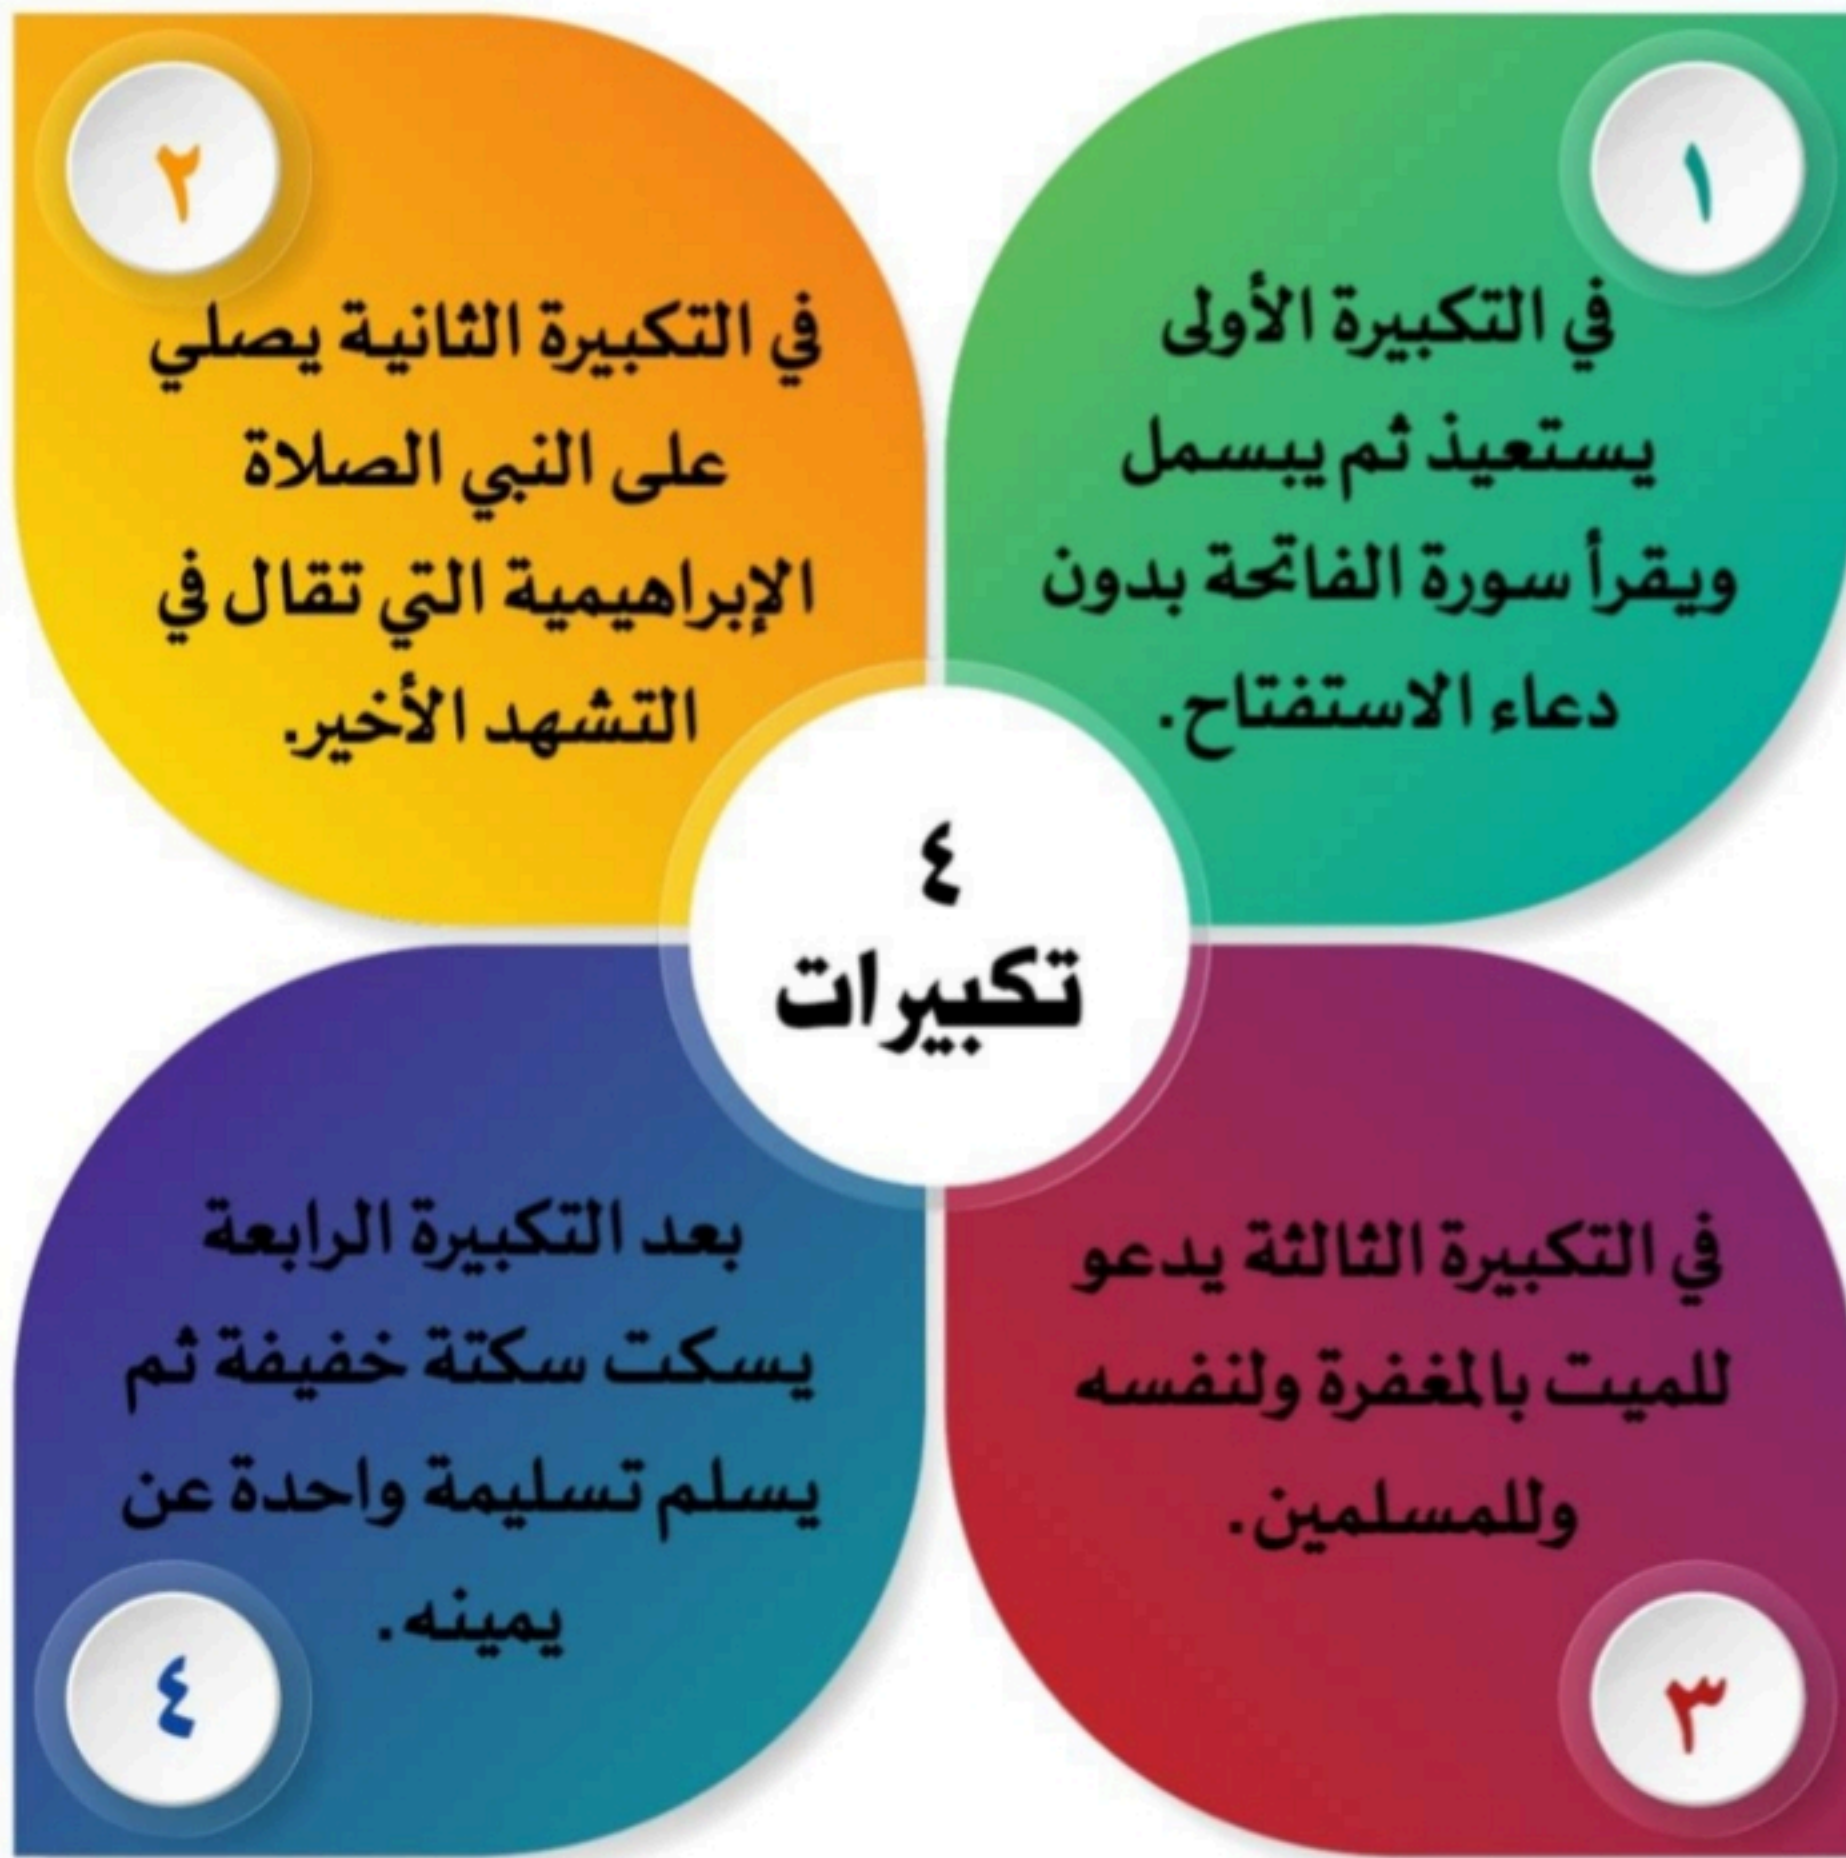 ١
في التكبيرة الأولى
يستعيذ ثم يبسمل
ويقرأ سورة الفاتحة بدون
دعاء الاستفتاح.
٢
في التكبيرة الثانية يصلي
على النبي الصلاة
الإبراهيمية التي تقال في
التشهد الأخير.
٤
تكبيرات
في التكبيرة الثالثة يدعو
للميت بالمغفرة ولنفسه
وللمسلمين.
٣
بعد التكبيرة الرابعة
يسكت سكتة خفيفة ثم
يسلم تسليمة واحدة عن
يمينه.
٤